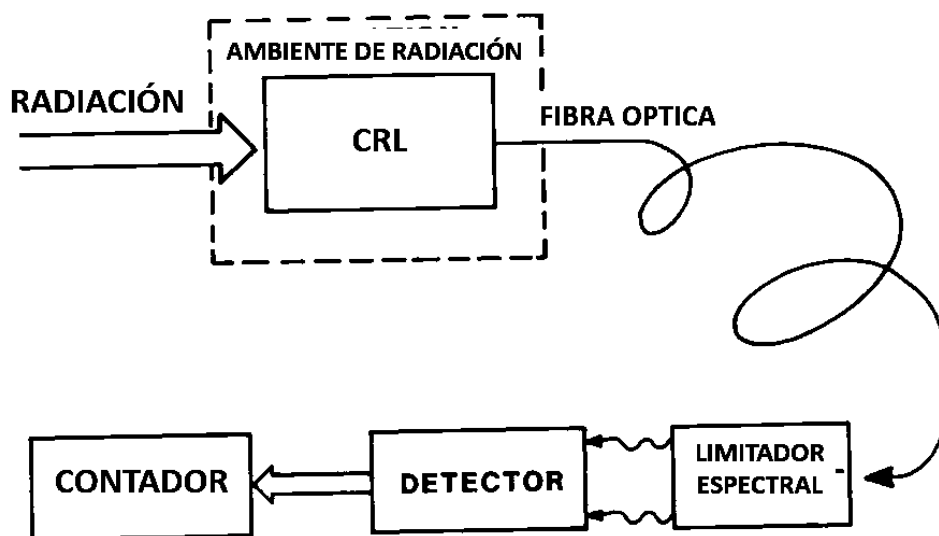 AMBIENTE DE RADIACIÓN
RADIACIÓN
CRL
FIBRA OPTICA
CONTADOR
DETECTOR
LIMITADOR
ESPECTRAL